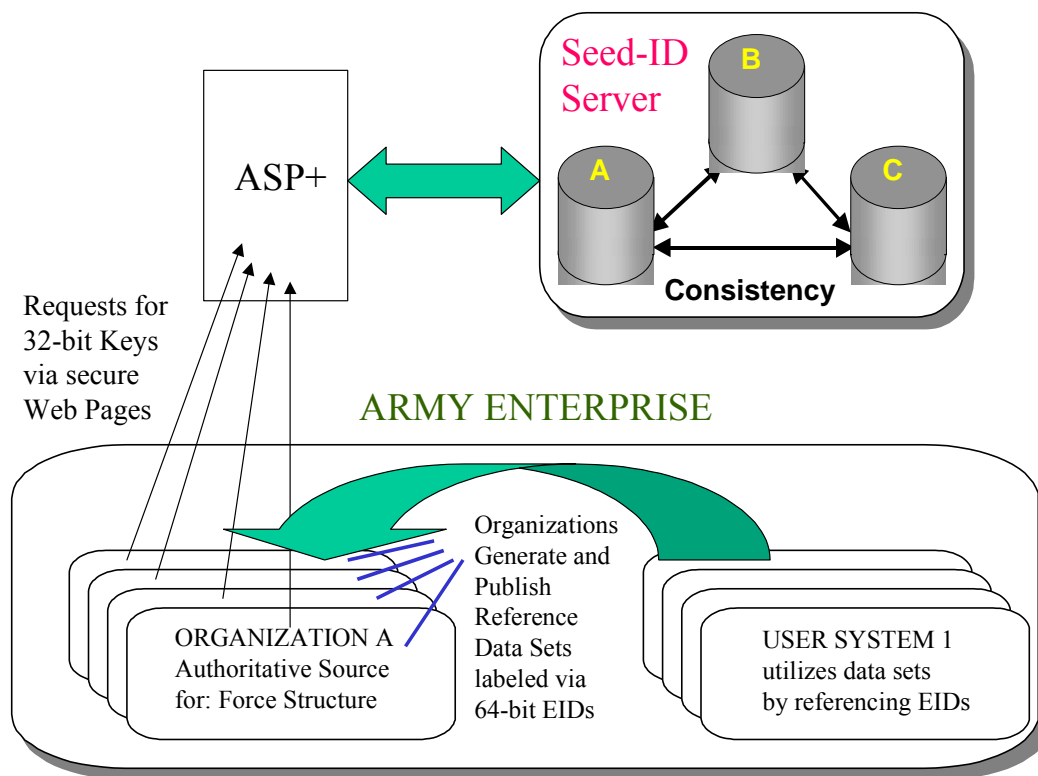 Seed-ID
Server
B
A
C
Consistency
ASP+
Requests for
32-bit Keys
via secure
Web Pages
ARMY ENTERPRISE
Organizations
Generate and
Publish
Reference
Data Sets
labeled via
64-bit EIDs
ORGANIZATION A
Authoritative Source
for: Force Structure
USER SYSTEM 1
utilizes data sets
by referencing EIDs